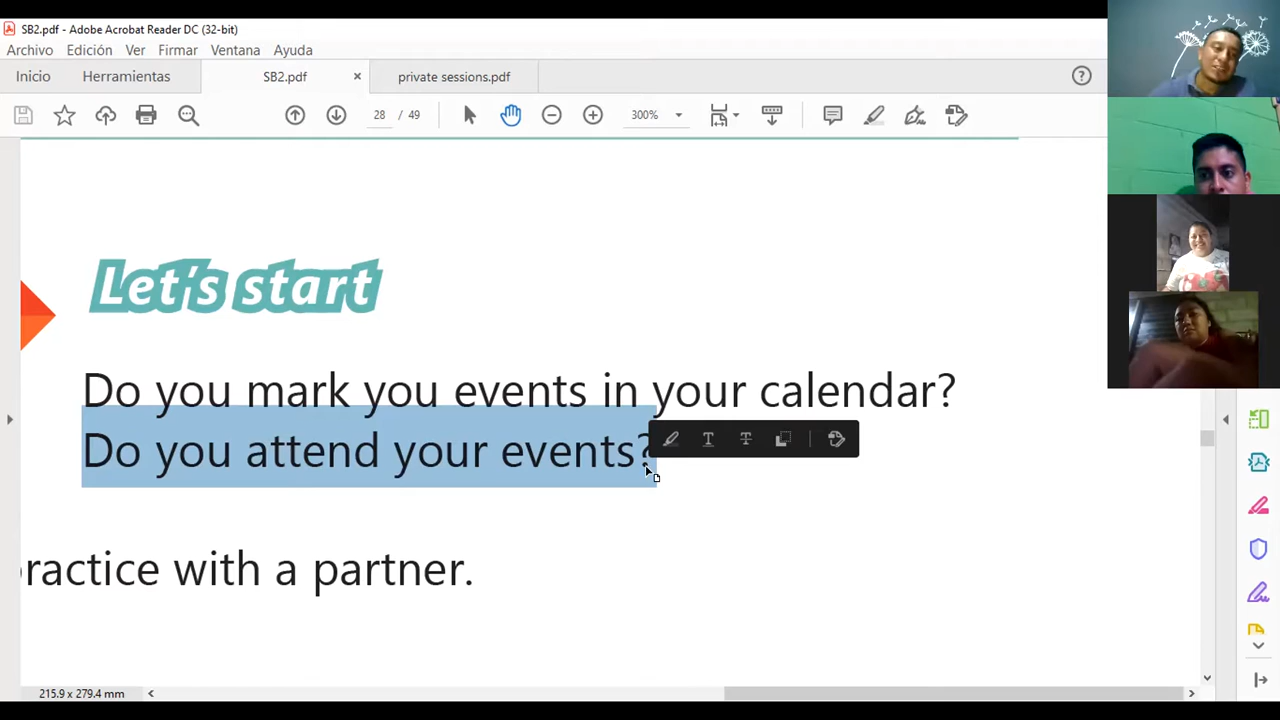 SB2.pdf - Adobe Acrobat Reader DC (32-bit)
Archivo Edición Ver Firmar Ventana Ayuda
Inicio Herramientas SB2.pdf × private sessions.pdf
28 / 49 300%
Let's start
Do you mark you events in your calendar?
Do you attend your events?
ractice with a partner.
215.9 x 279.4 mm